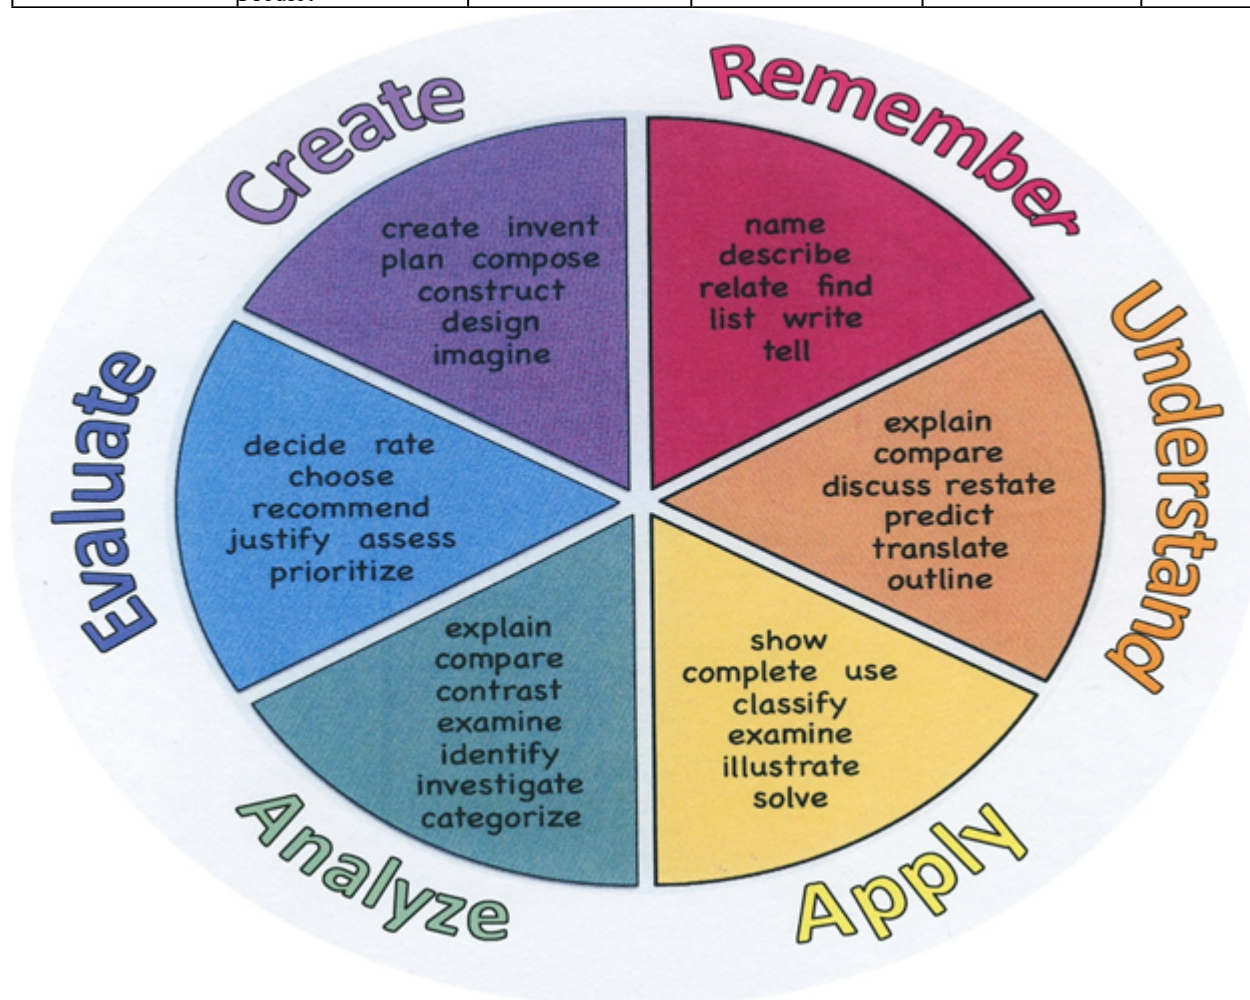 Remember
name
describe
relate find
list write
tell
Understand
explain
compare
discuss restate
predict
translate
outline
Apply
show
complete use
classify
examine
illustrate
solve
Analyze
explain
compare
contrast
examine
identify
investigate
categorize
Evaluate
decide rate
choose
recommend
justify assess
prioritize
Create
create invent
plan compose
construct
design
imagine